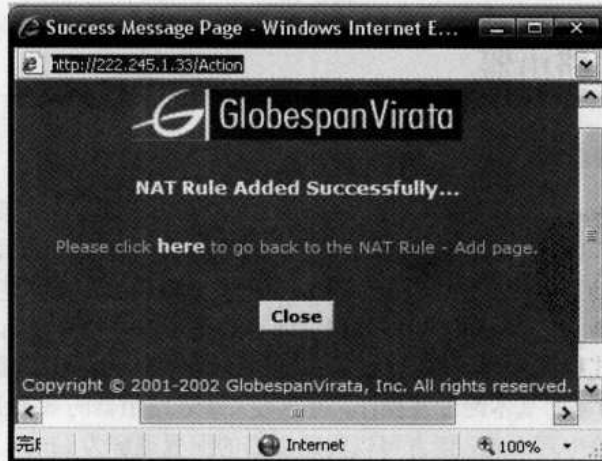 Success Message Page - Windows Internet E...
http://222.245.1.33/Action
GlobespanVirata
NAT Rule Added Successfully...
Please click here to go back to the NAT Rule - Add page.
Close
Copyright © 2001-2002 GlobespanVirata, Inc. All rights reserved.
Internet
100%